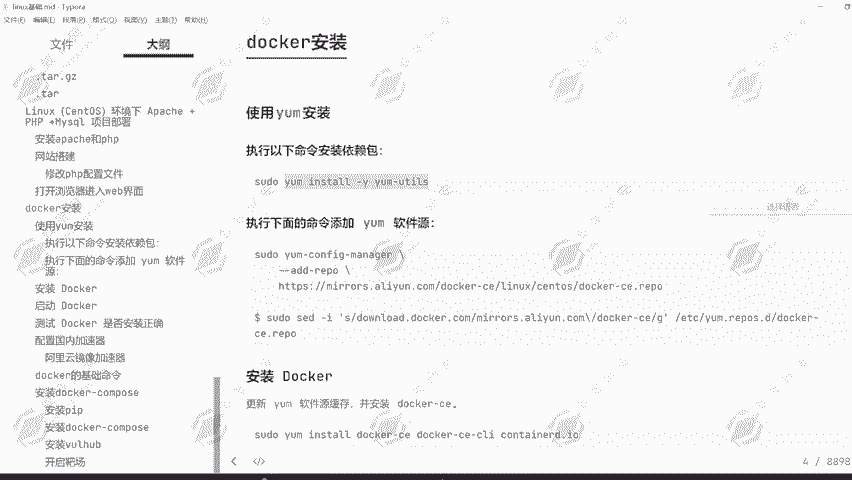 linux基础.md - Typora
文件(F) 编辑(E) 段落(P) 格式(O) 视图(V) 主题(T) 帮助(H)
文件 大纲
.tar.gz
.tar
Linux (CentOS) 环境下 Apache +
PHP +Mysql 项目部署
安装apache和php
网站搭建
修改php配置文件
打开浏览器进入web界面
docker安装
使用yum安装
执行以下命令安装依赖包:
执行下面的命令添加 yum 软件
源:
安装 Docker
启动 Docker
测试 Docker 是否安装正确
配置国内加速器
阿里云镜像加速器
docker的基础命令
安装docker-compose
安装pip
安装docker-compose
安装vulhub
开启靶场
docker安装
使用yum安装
执行以下命令安装依赖包:
sudo yum install -y yum-utils
执行下面的命令添加 yum 软件源:
sudo yum-config-manager \
--add-repo \
https://mirrors.aliyun.com/docker-ce/linux/centos/docker-ce.repo
$ sudo sed -i 's/download.docker.com/mirrors.aliyun.com\/docker-ce/g' /etc/yum.repos.d/docker-
ce.repo
安装 Docker
更新 yum 软件源缓存，并安装 docker-ce。
sudo yum install docker-ce docker-ce-cli containerd.io
4 / 8898